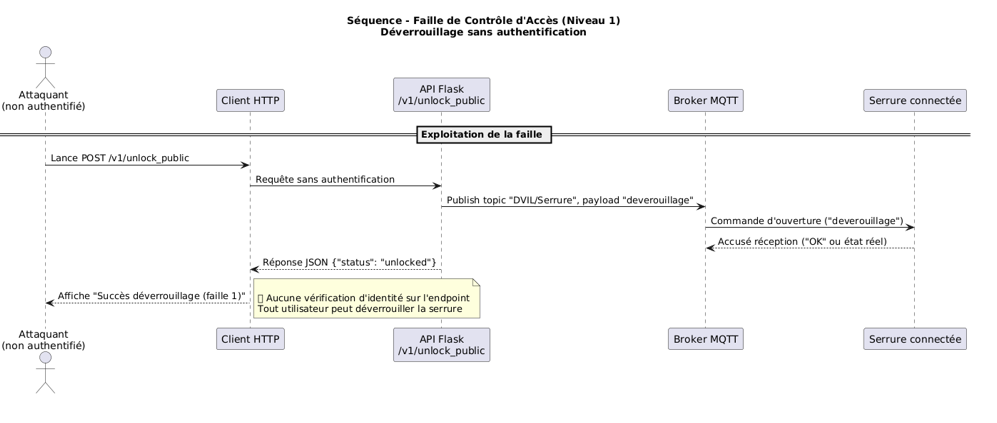 Séquence - Faille de Contrôle d'Accès (Niveau 1)
Déverrouillage sans authentification
Attaquant
(non authentifié)
Client HTTP
API Flask
/v1/unlock_public
Broker MQTT
Serrure connectée
Exploitation de la faille
Lance POST /v1/unlock_public
Requête sans authentification
Publish topic "DVIL/Serrure", payload "deverouillage"
Commande d'ouverture ("deverouillage")
Accusé réception ("OK" ou état réel)
Réponse JSON {"status": "unlocked"}
Affiche "Succès déverrouillage (faille 1)"
Aucune vérification d'identité sur l'endpoint
Tout utilisateur peut déverrouiller la serrure
Attaquant
(non authentifié)
Client HTTP
API Flask
/v1/unlock_public
Broker MQTT
Serrure connectée